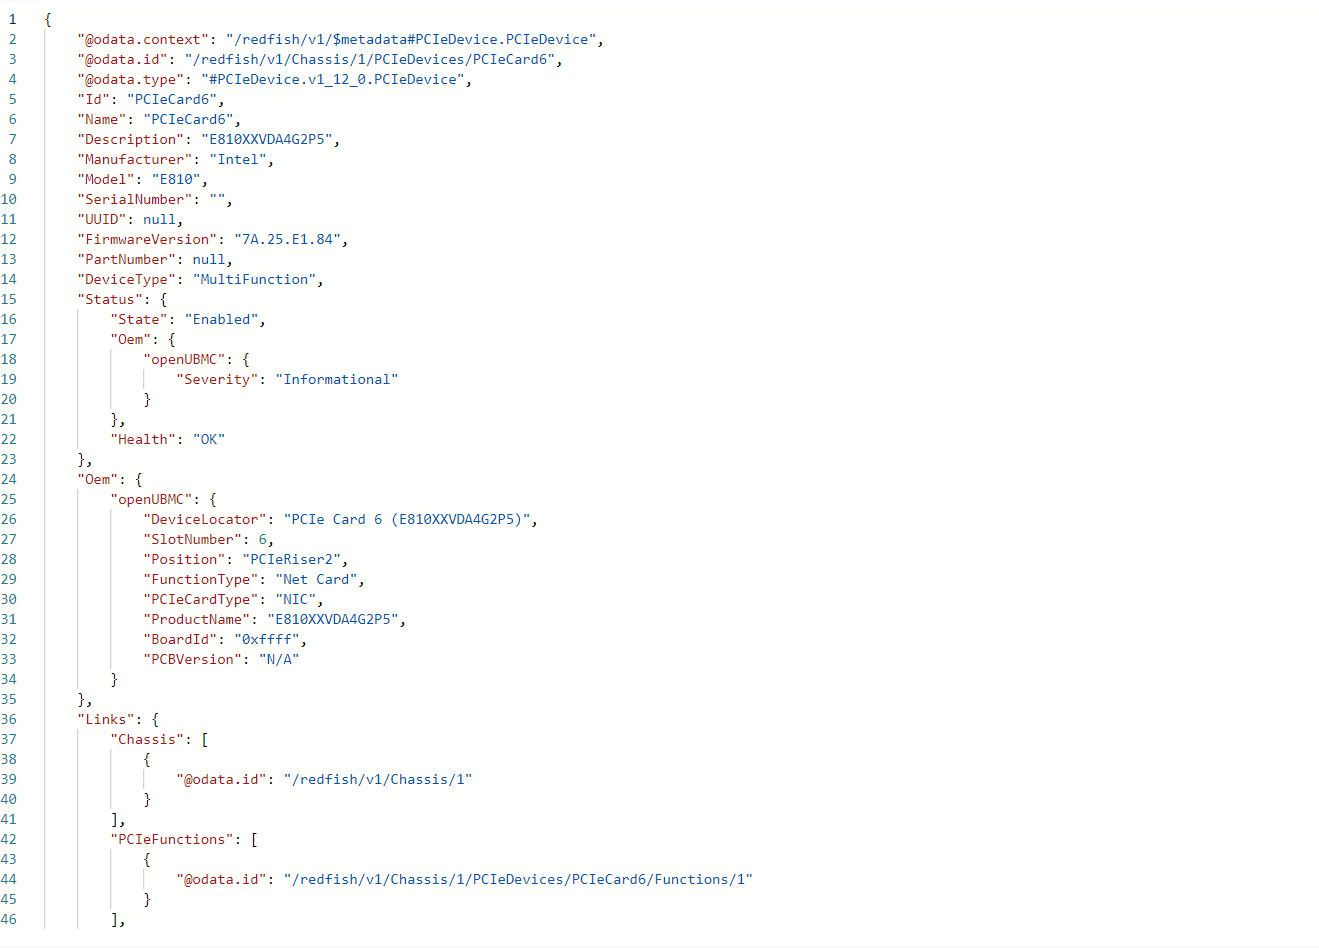 1 {
2 "@odata.context": "/redfish/v1/$metadata#PCIeDevice.PCIeDevice",
3 "@odata.id": "/redfish/v1/Chassis/1/PCIeDevices/PCIeCard6",
4 "@odata.type": "#PCIeDevice.v1_12_0.PCIeDevice",
5 "Id": "PCIeCard6",
6 "Name": "PCIeCard6",
7 "Description": "E810XXVDA4G2P5",
8 "Manufacturer": "Intel",
9 "Model": "E810",
10 "SerialNumber": "",
11 "UUID": null,
12 "FirmwareVersion": "7A.25.E1.84",
13 "PartNumber": null,
14 "DeviceType": "MultiFunction",
15 "Status": {
16 "State": "Enabled",
17 "Oem": {
18 "openUBMC": {
19 "Severity": "Informational"
20 }
21 },
22 "Health": "OK"
23 },
24 "Oem": {
25 "openUBMC": {
26 "DeviceLocator": "PCIe Card 6 (E810XXVDA4G2P5)",
27 "SlotNumber": 6,
28 "Position": "PCIeRiser2",
29 "FunctionType": "Net Card",
30 "PCIeCardType": "NIC",
31 "ProductName": "E810XXVDA4G2P5",
32 "BoardId": "0xffff",
33 "PCBVersion": "N/A"
34 }
35 },
36 "Links": {
37 "Chassis": [
38 {
39 "@odata.id": "/redfish/v1/Chassis/1"
40 }
41 ],
42 "PCIeFunctions": [
43 {
44 "@odata.id": "/redfish/v1/Chassis/1/PCIeDevices/PCIeCard6/Functions/1"
45 }
46 ],